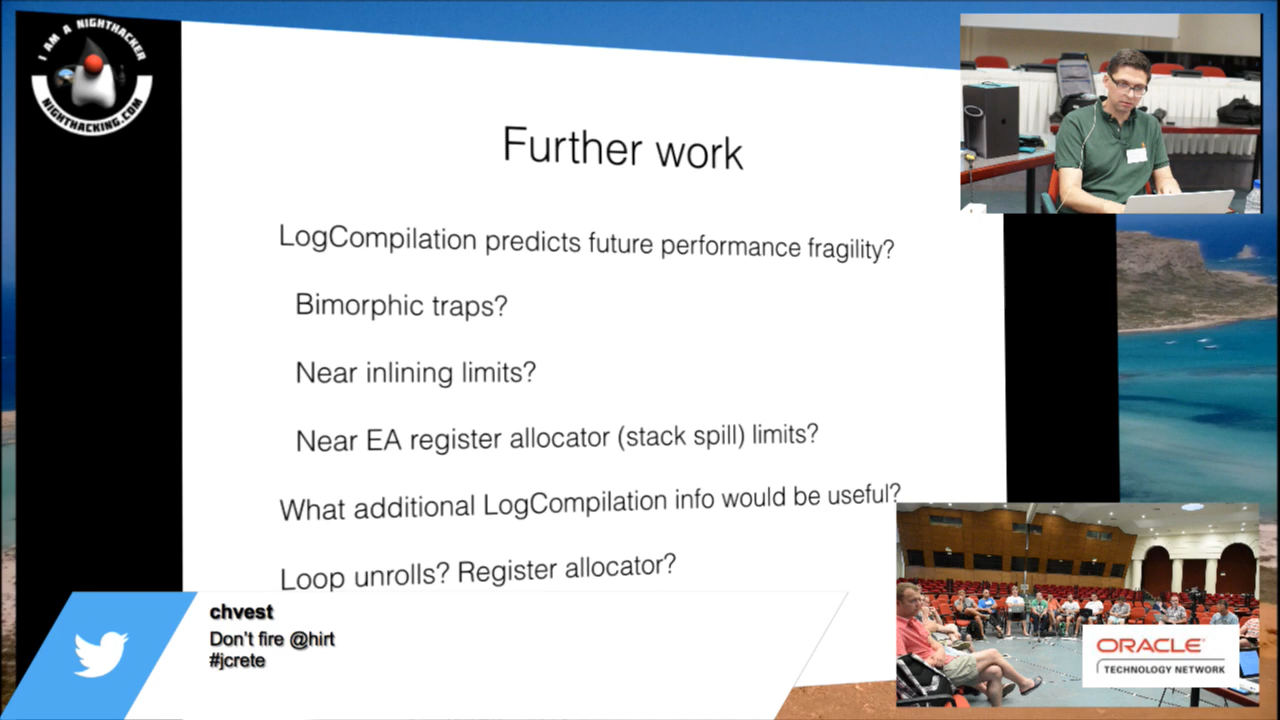 I AM A NIGHTHACKER
NIGHTHACKING.COM
Further work
LogCompilation predicts future performance fragility?
Bimorphic traps?
Near inlining limits?
Near EA register allocator (stack spill) limits?
What additional LogCompilation info would be useful?
Loop unrolls? Register allocator?
chvest
Don't fire @hirt
#jcrete
ORACLE
TECHNOLOGY NETWORK